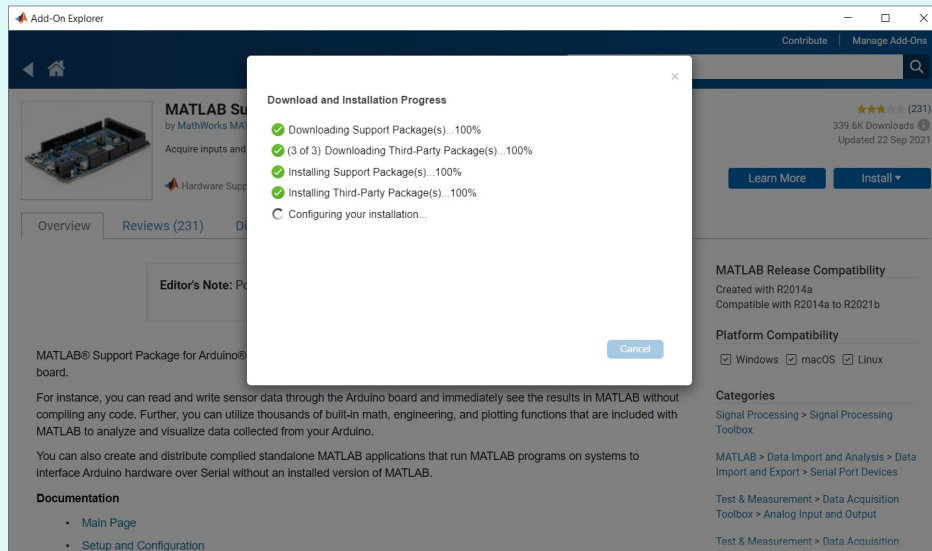 Add-On Explorer
Contribute | Manage Add-Ons
MATLAB Su
by MathWorks MA
Acquire inputs and
Hardware Supp
(231)
339.6K Downloads
Updated 22 Sep 2021
Learn More
Install
Overview
Reviews (231)
Di
Download and Installation Progress
Downloading Support Package(s)...100%
(3 of 3) Downloading Third-Party Package(s)...100%
Installing Support Package(s)...100%
Installing Third-Party Package(s)...100%
Configuring your installation...
Cancel
Editor's Note: Po
MATLAB® Support Package for Arduino®
board.
For instance, you can read and write sensor data through the Arduino board and immediately see the results in MATLAB without
compiling any code. Further, you can utilize thousands of built-in math, engineering, and plotting functions that are included with
MATLAB to analyze and visualize data collected from your Arduino.
You can also create and distribute complied standalone MATLAB applications that run MATLAB programs on systems to
interface Arduino hardware over Serial without an installed version of MATLAB.
Documentation
• Main Page
• Setup and Configuration
MATLAB Release Compatibility
Created with R2014a
Compatible with R2014a to R2021b
Platform Compatibility
Windows macOS Linux
Categories
Signal Processing > Signal Processing
Toolbox
MATLAB > Data Import and Analysis > Data
Import and Export > Serial Port Devices
Test & Measurement > Data Acquisition
Toolbox > Analog Input and Output
Test & Measurement > Data Acquisition